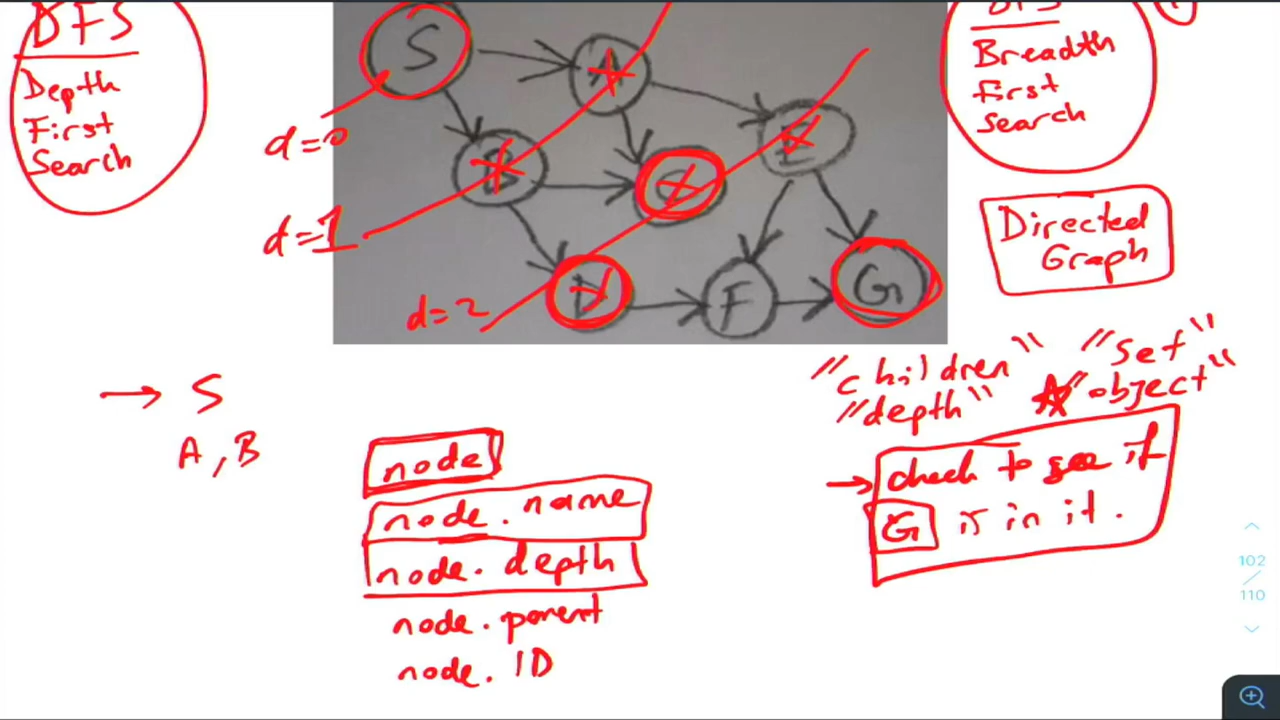 DFS
Depth
First
Search
BFS
Breadth
First
Search
Directed
Graph
S
A
B
C
E
D
F
G
d=0
d=1
d=2
→ S
A, B
node
node.name
node.depth
node.parent
node.ID
"children" "set"
"depth" "object"
→ check to see if
G is in it.
102
/
110